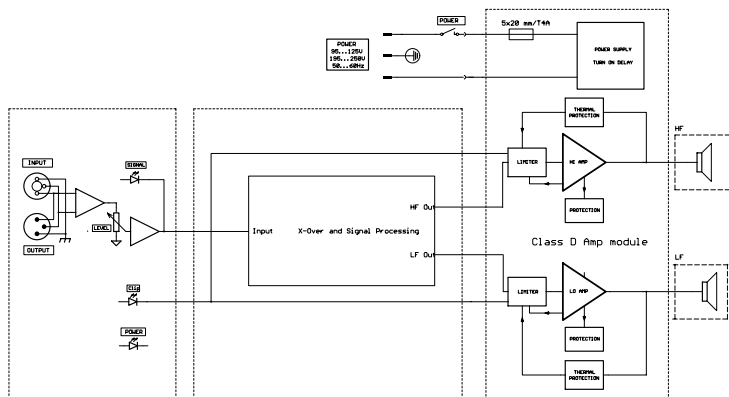 POWER
5x20 mm/T4A
POWER
95...125V
195...250V
50...60Hz
POWER SUPPLY
TURN ON DELAY
THERMAL
PROTECTION
HF
INPUT
SIGNAL
LIMITER
HI AMP
LEVEL
OUTPUT
Input
X-Over and Signal Processing
HF Out
LF Out
PROTECTION
Class D Amp module
LF
Clip
LIMITER
LO AMP
POWER
PROTECTION
THERMAL
PROTECTION